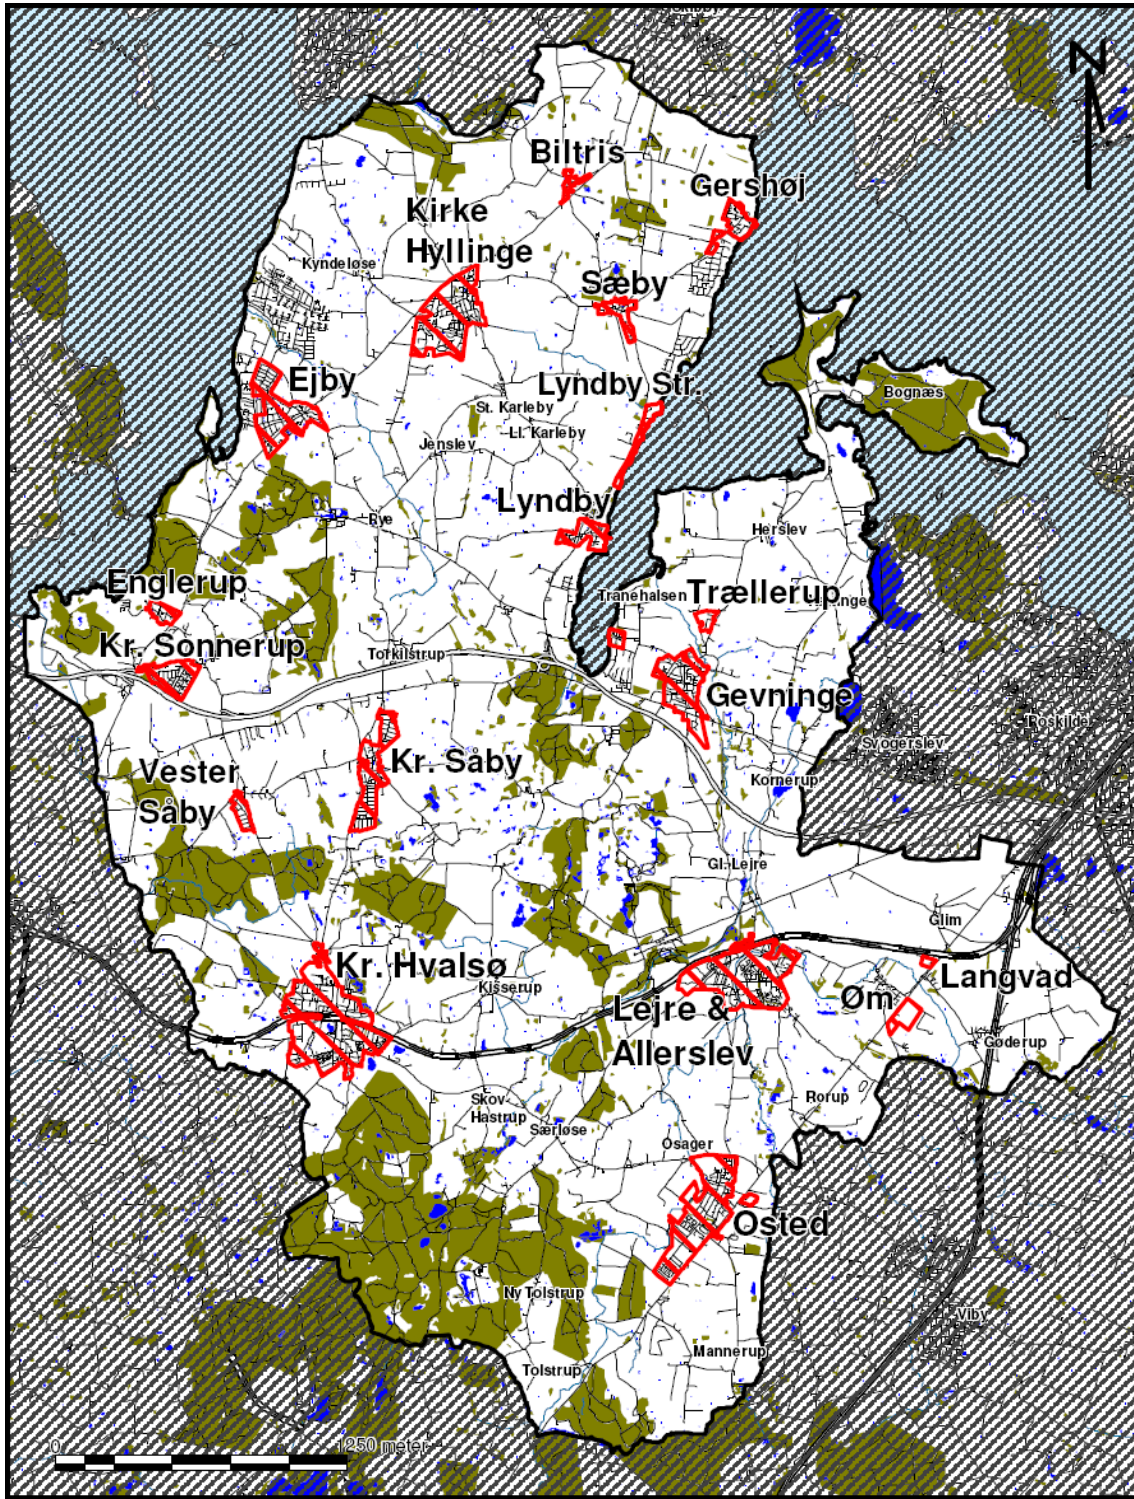 N
Biltris
Gershøj
Kirke
Hyllinge
Kyndeløse
Sæby
Ejby
Lyndby Str.
Bognæs
St. Karleby
Ll. Karleby
Jenslev
Lyndby
Rye
Herslev
Englerup
Tranehalsen
Trællerup
Kr. Sonnerup
Torkilstrup
Gevninge
Roskilde
Svogerslev
Kr. Såby
Vester
Såby
Kornerup
Gl. Lejre
Glim
Kr. Hvalsø
Kisserup
Langvad
Øm
Lejre &
Allerslev
Gøderup
Skov-
Hastrup
Rorup
Særløse
Osager
Osted
Ny Tolstrup
Viby
Mannerup
Tolstrup
0
1250 meter